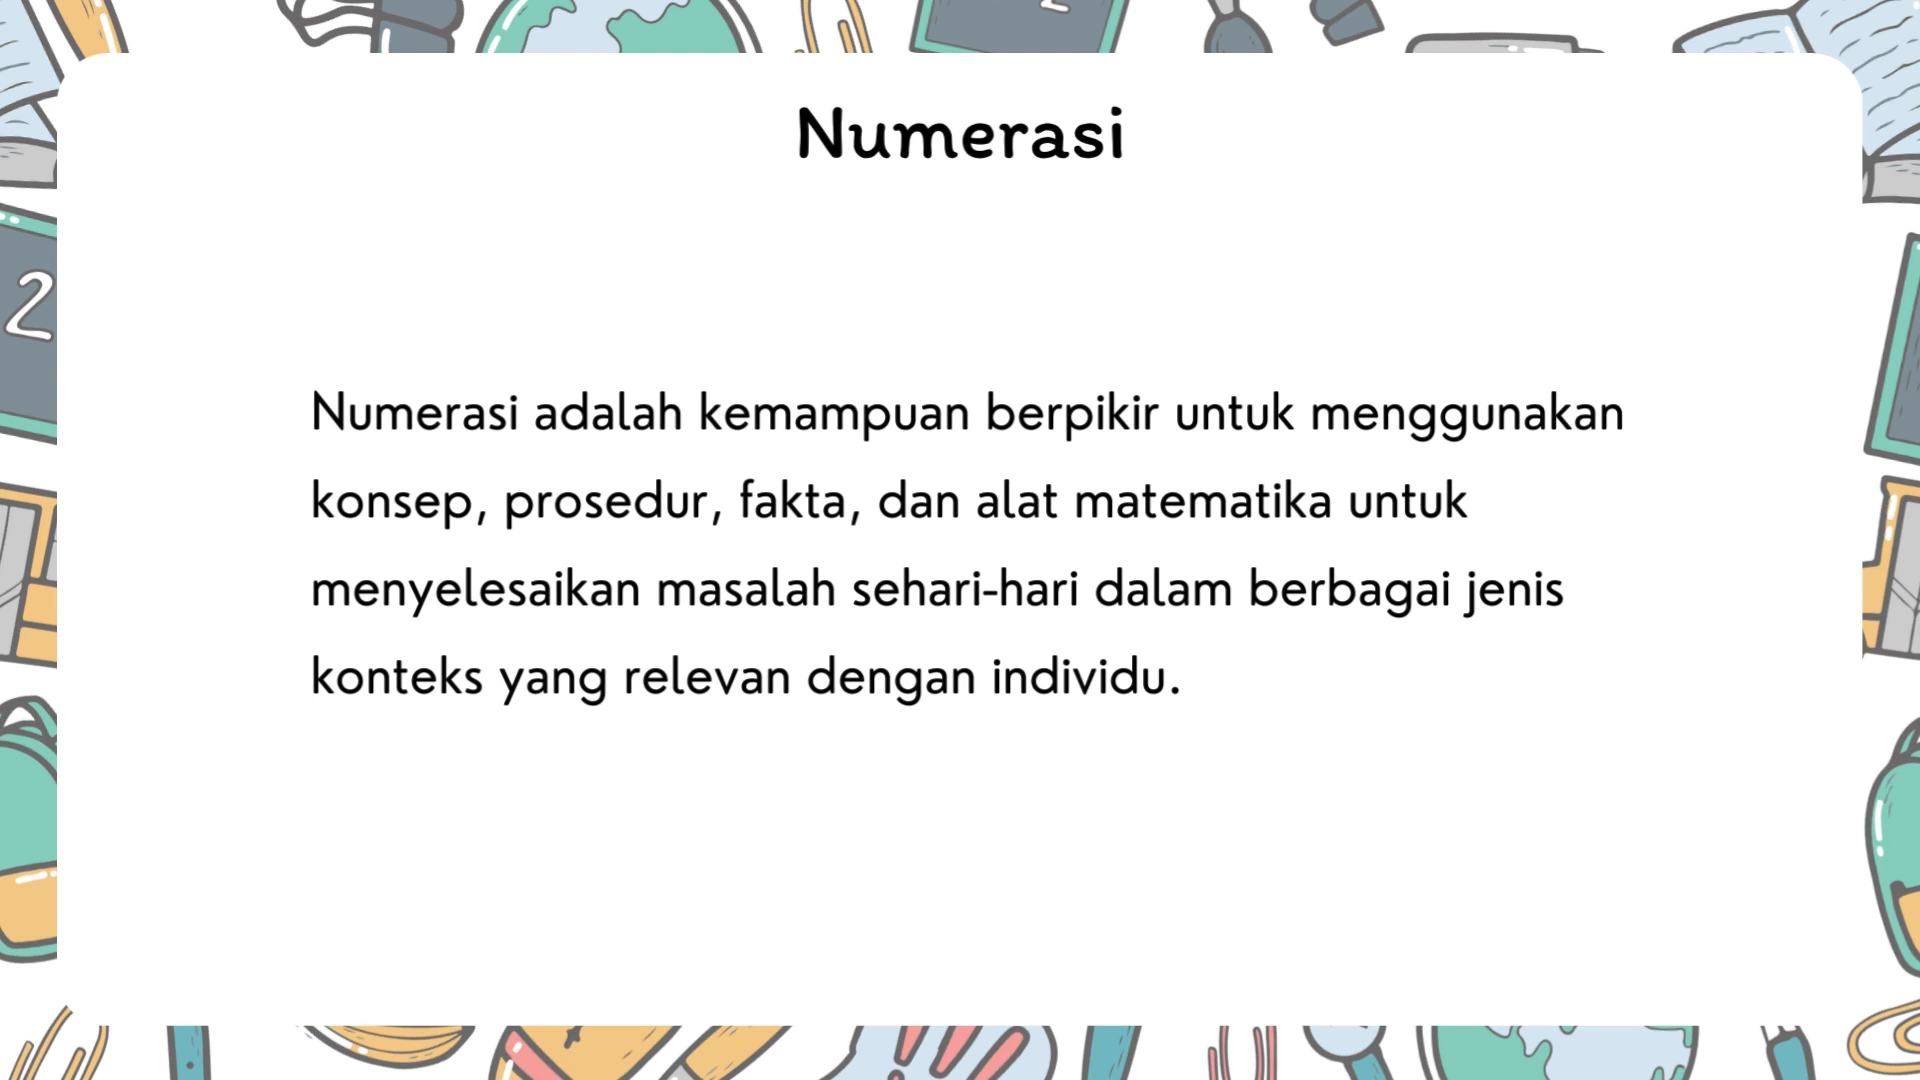 Numerasi
2
Numerasi adalah kemampuan berpikir untuk menggunakan
konsep, prosedur, fakta, dan alat matematika untuk
menyelesaikan masalah sehari-hari dalam berbagai jenis
konteks yang relevan dengan individu.